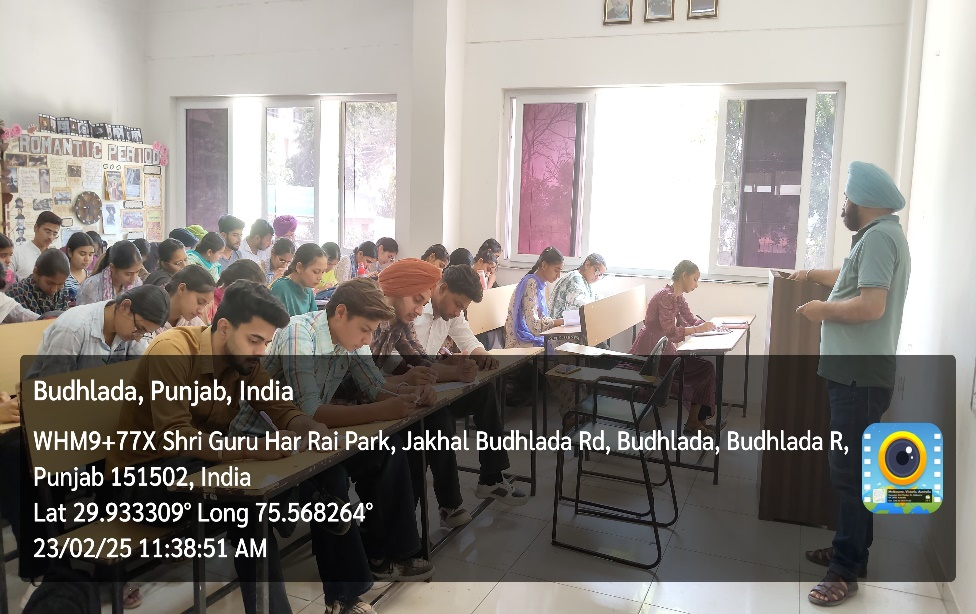 ROMANTIC PERIOD
Budhlada, Punjab, India
WHM9+77X Shri Guru Har Rai Park, Jakhal Budhlada Rd, Budhlada, Budhlada R,
Punjab 151502, India
Lat 29.933309° Long 75.568264°
23/02/25 11:38:51 AM